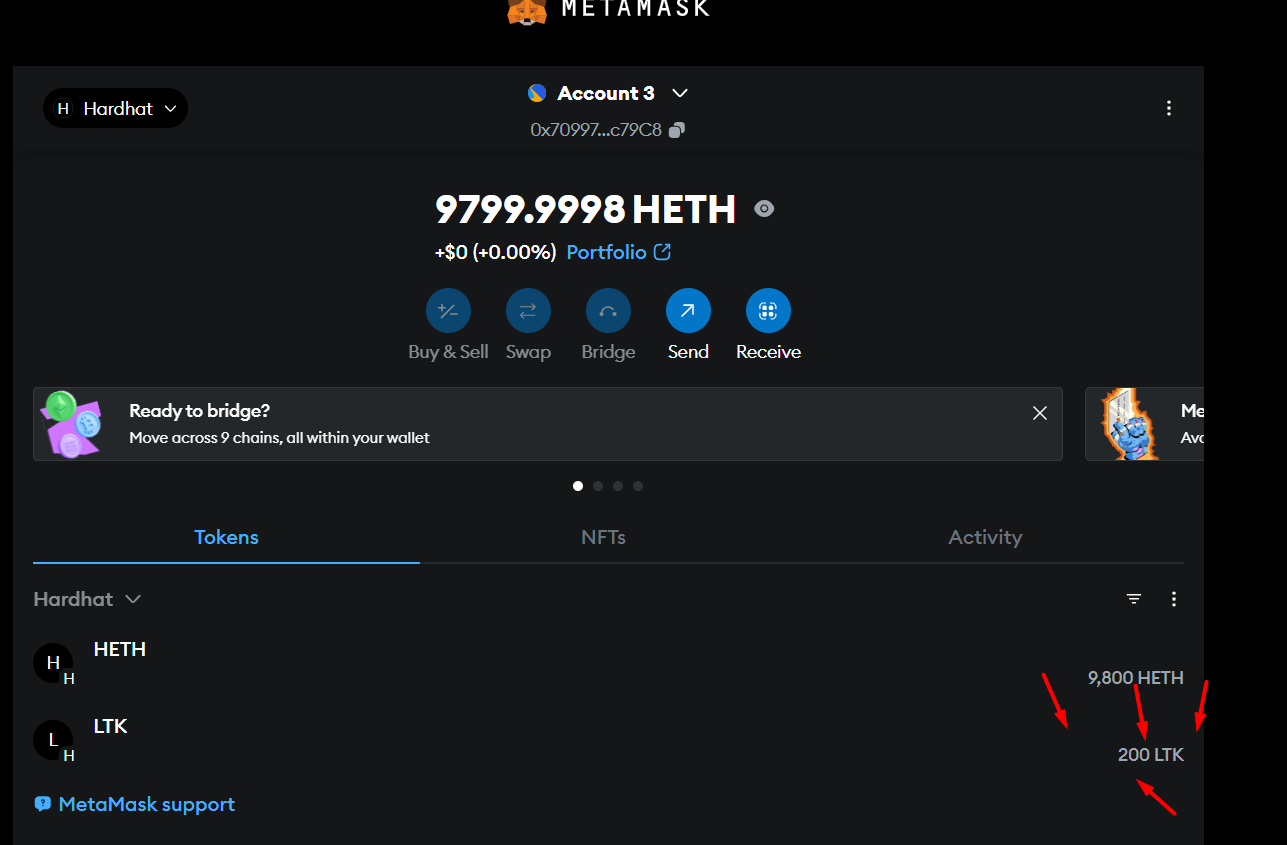 METAMASK
H Hardhat
Account 3
0x70997...c79C8
9799.9998 HETH
+$0 (+0.00%) Portfolio
Buy & Sell Swap Bridge Send Receive
Ready to bridge?
Move across 9 chains, all within your wallet
Me
Avo
Tokens NFTs Activity
Hardhat
HETH
H
H
9,800 HETH
LTK
L
H
200 LTK
MetaMask support